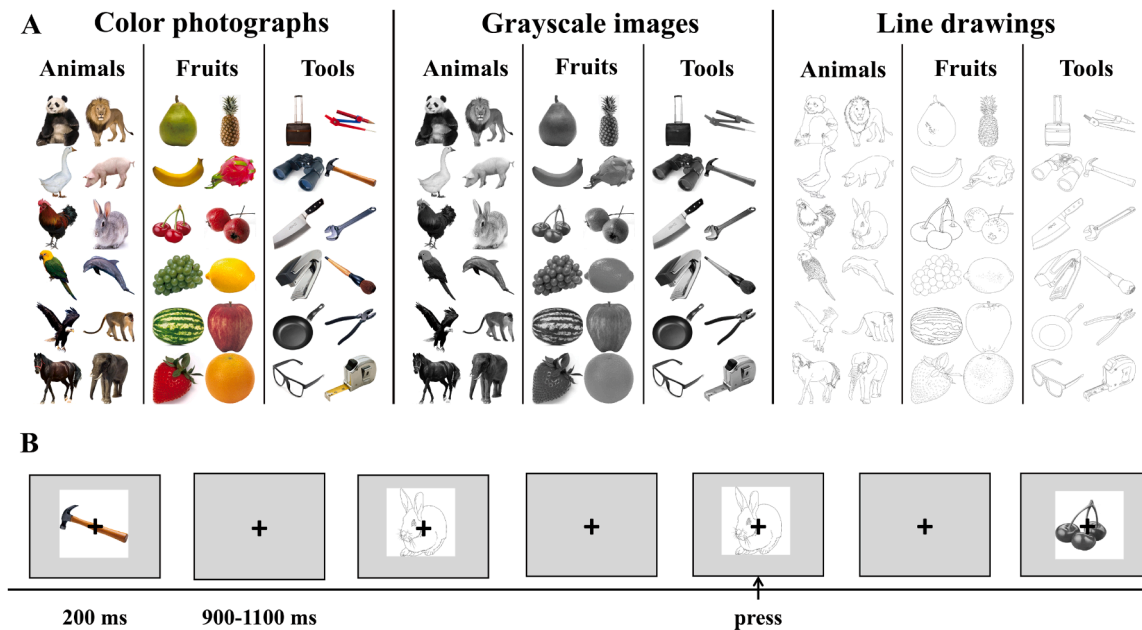 A
Color photographs
Grayscale images
Line drawings
Animals
Fruits
Tools
Animals
Fruits
Tools
Animals
Fruits
Tools
B
200 ms
900-1100 ms
press